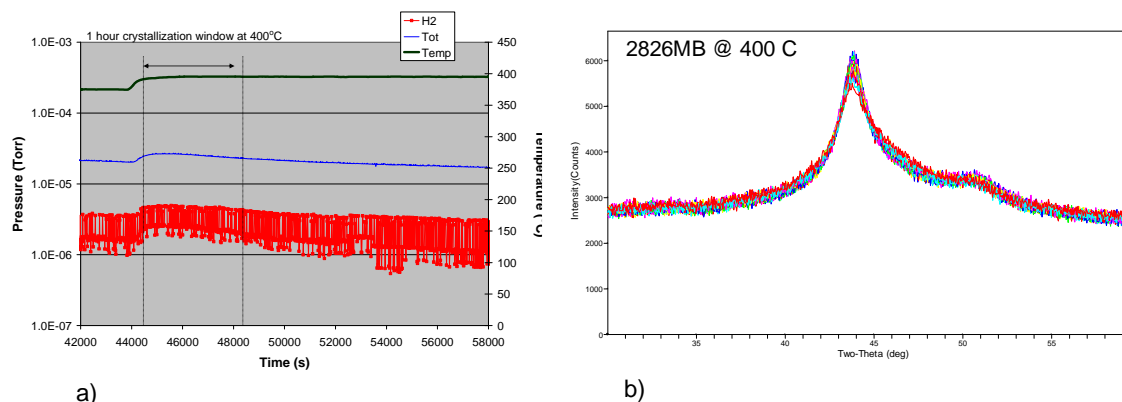 1 hour crystallization window at 400°C
H2
Tot
Temp
1.0E-03
1.0E-04
1.0E-05
1.0E-06
1.0E-07
Pressure (Torr)
450
400
350
300
250
200
150
100
50
0
Temperature (C)
42000 44000 46000 48000 50000 52000 54000 56000 58000
Time (s)
a)
2826MB @ 400 C
6000
5000
4000
3000
2000
1000
0
Intensity(Counts)
35 40 45 50 55
Two-Theta (deg)
b)